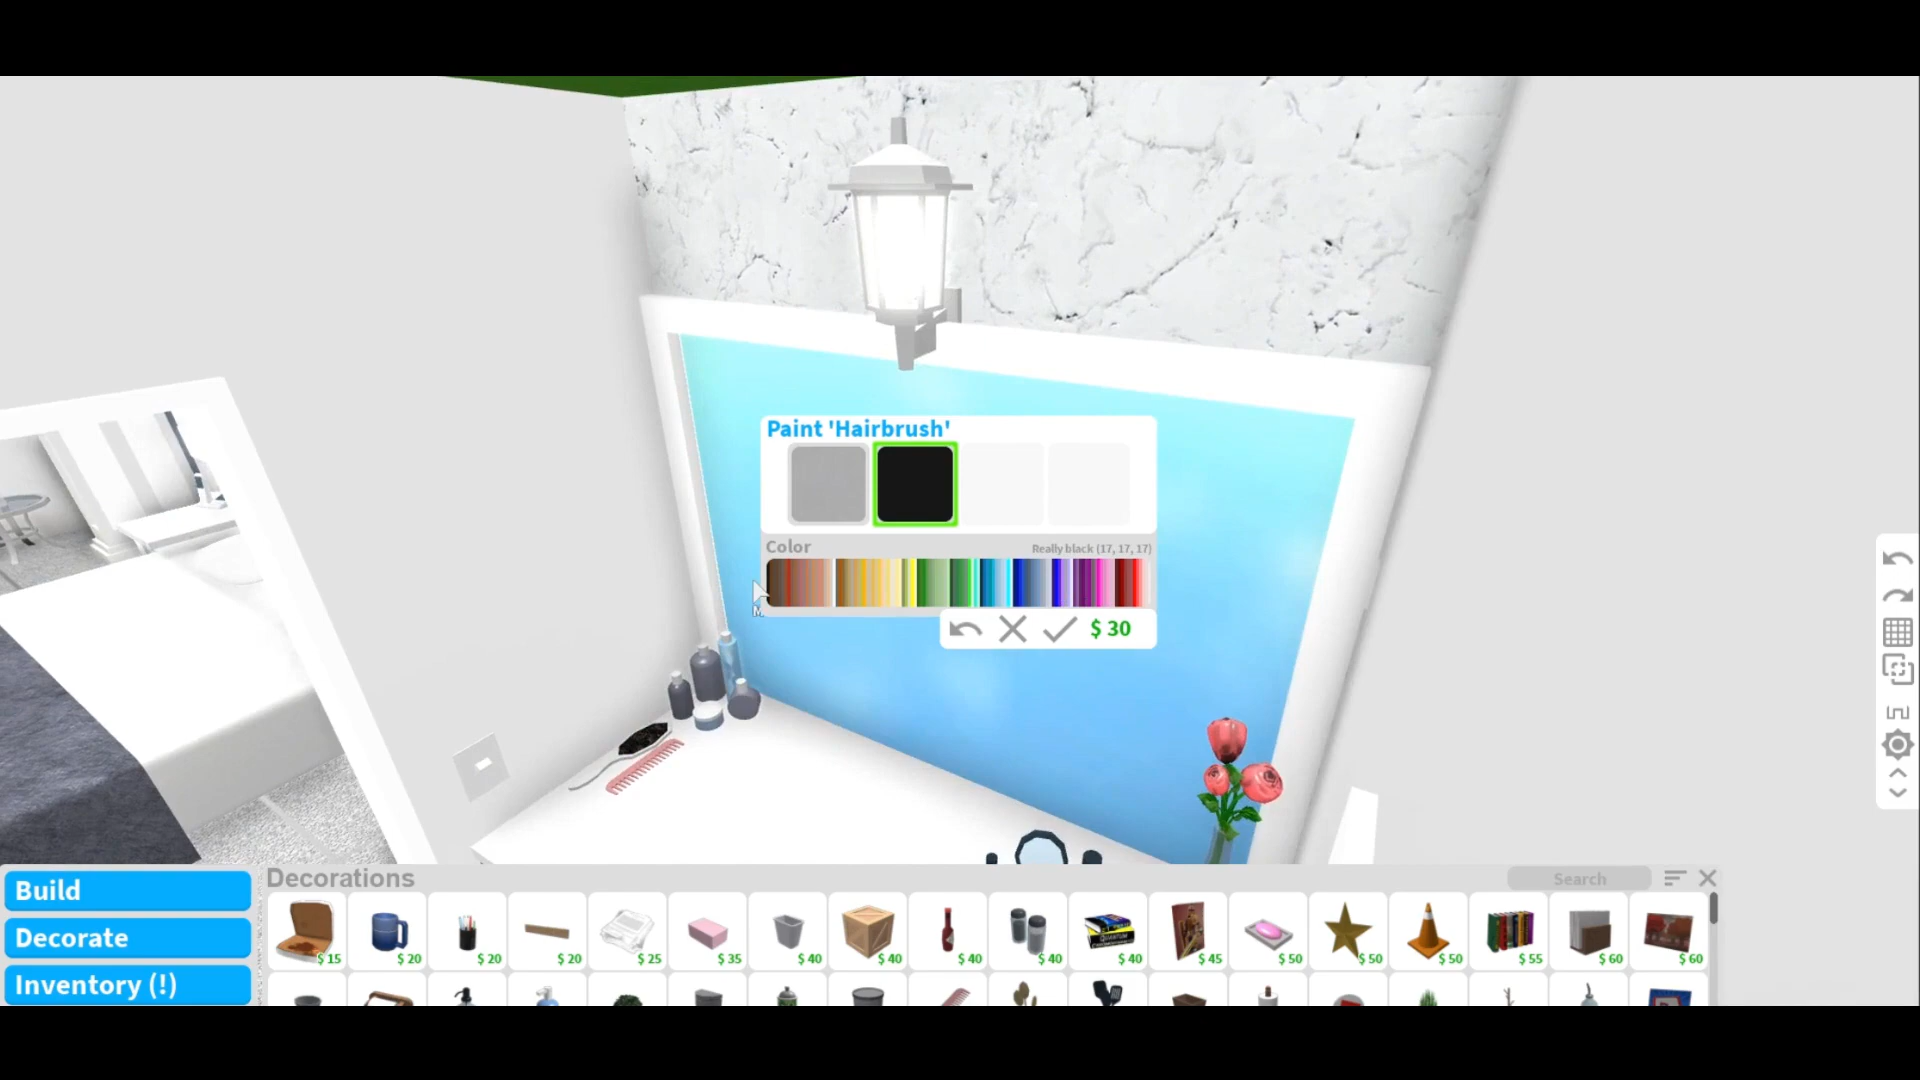 Paint 'Hairbrush'
Color
Really black (17, 17, 17)
$ 30
Build
Decorate
Inventory (!)
Decorations
Search
$ 15
$ 20
$ 20
$ 20
$ 25
$ 35
$ 40
$ 40
$ 40
$ 40
$ 40
$ 45
$ 50
$ 50
$ 50
$ 55
$ 60
$ 60